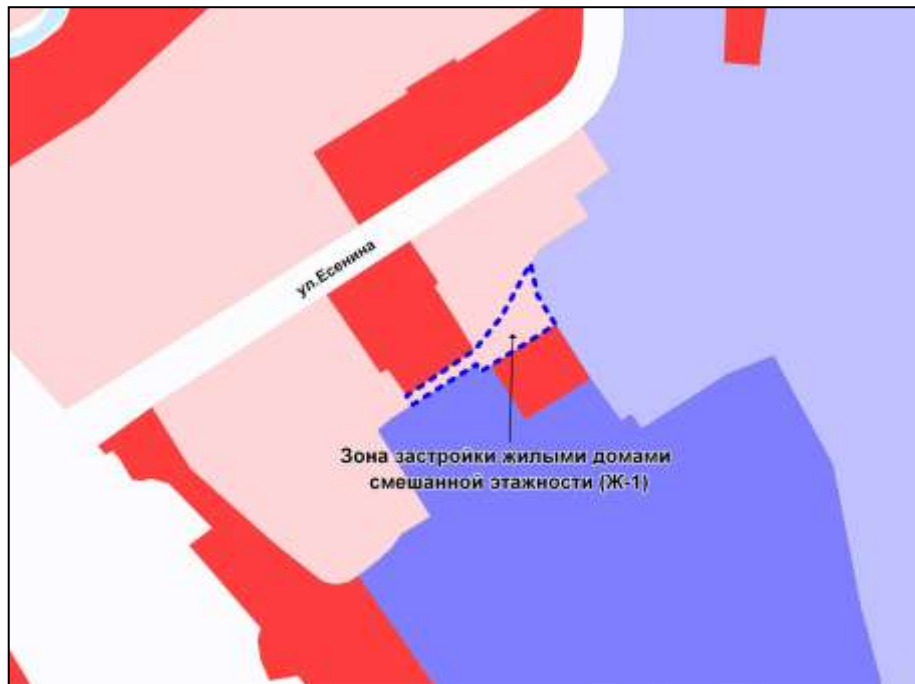 ул.Есенина
Зона застройки жилыми домами
смешанной этажности (Ж-1)